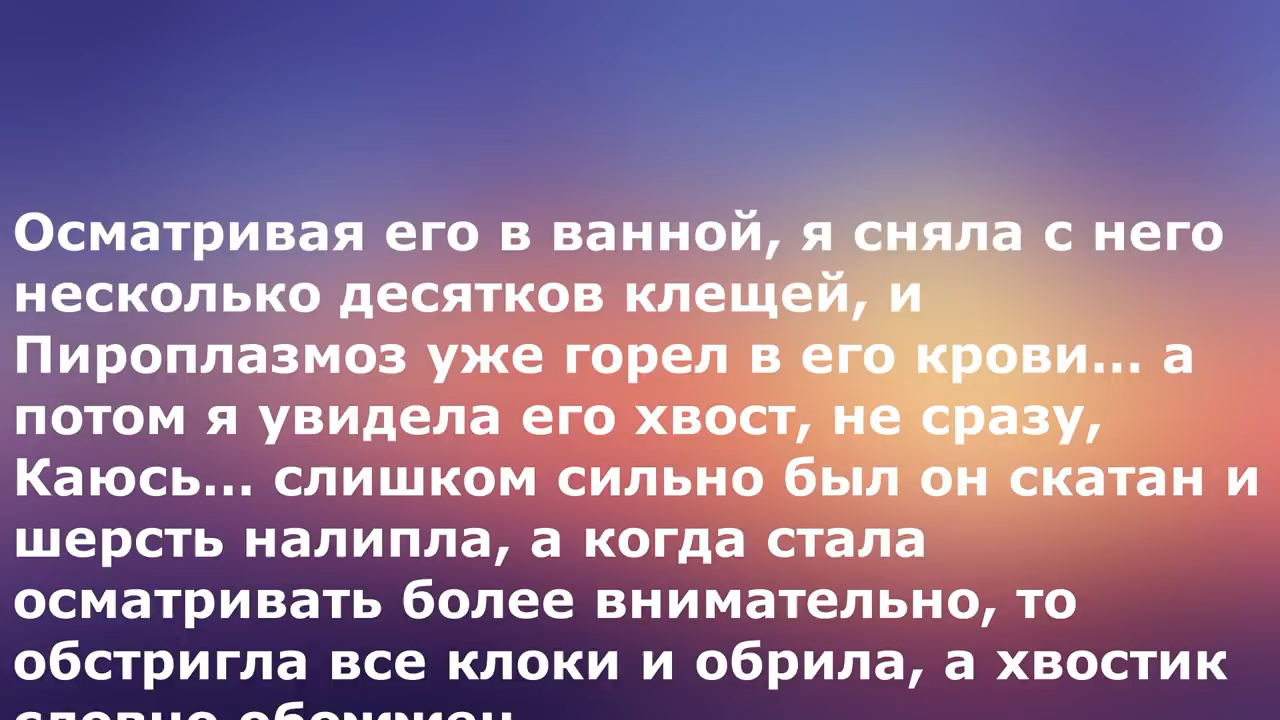 Осматривая его в ванной, я сняла с него
несколько десятков клещей, и
Пироплазмоз уже горел в его крови... а
потом я увидела его хвост, не сразу,
Каюсь... слишком сильно был он скатан и
шерсть налипла, а когда стала
осматривать более внимательно, то
обстригла все клоки и обрила, а хвостик
словно обожжен